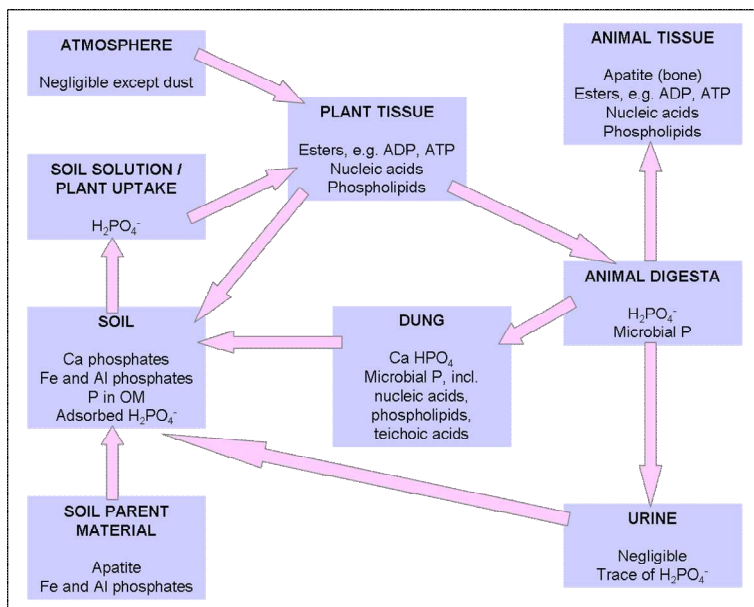 ATMOSPHERE
Negligible except dust
PLANT TISSUE
Esters, e.g. ADP, ATP
Nucleic acids
Phospholipids
ANIMAL TISSUE
Apatite (bone)
Esters, e.g. ADP, ATP
Nucleic acids
Phospholipids
SOIL SOLUTION /
PLANT UPTAKE
H₂PO₄⁻
ANIMAL DIGESTA
H₂PO₄⁻
Microbial P
SOIL
Ca phosphates
Fe and Al phosphates
P in OM
Adsorbed H₂PO₄⁻
DUNG
Ca HPO₄
Microbial P, incl.
nucleic acids,
phospholipids,
teichoic acids
SOIL PARENT
MATERIAL
Apatite
Fe and Al phosphates
URINE
Negligible
Trace of H₂PO₄⁻